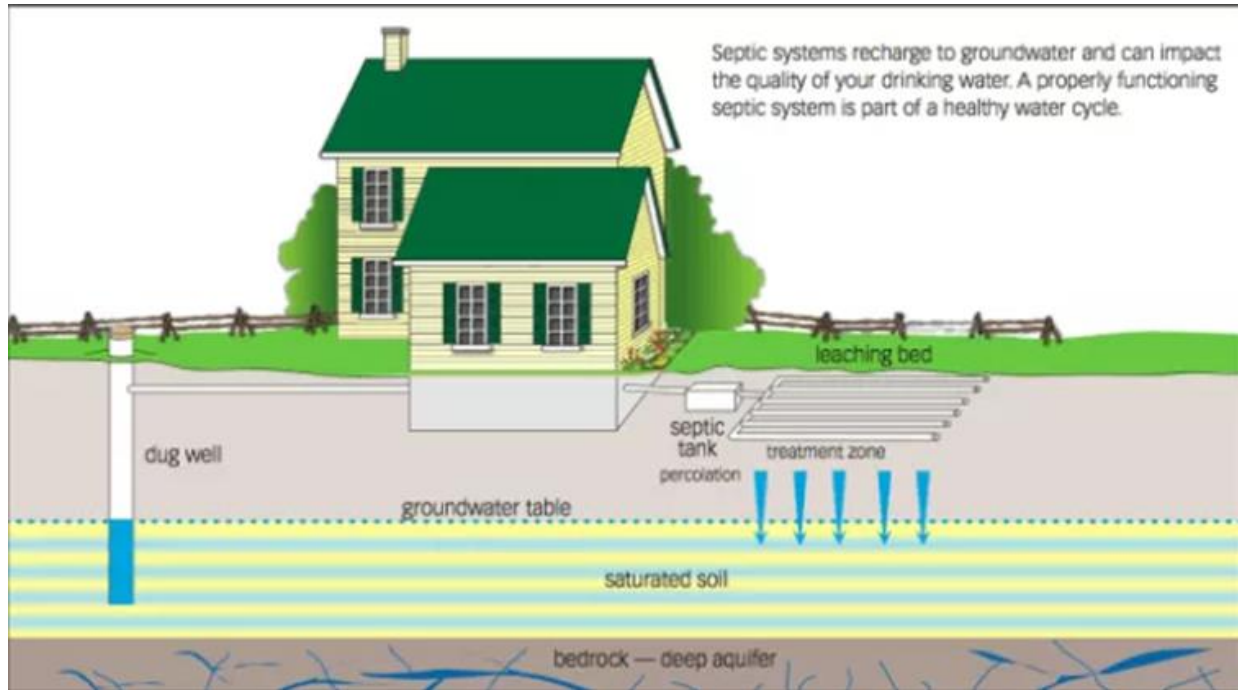 Septic systems recharge to groundwater and can impact
the quality of your drinking water. A properly functioning
septic system is part of a healthy water cycle.
leaching bed
septic
tank
dug well
treatment zone
percolation
groundwater table
saturated soil
bedrock — deep aquifer